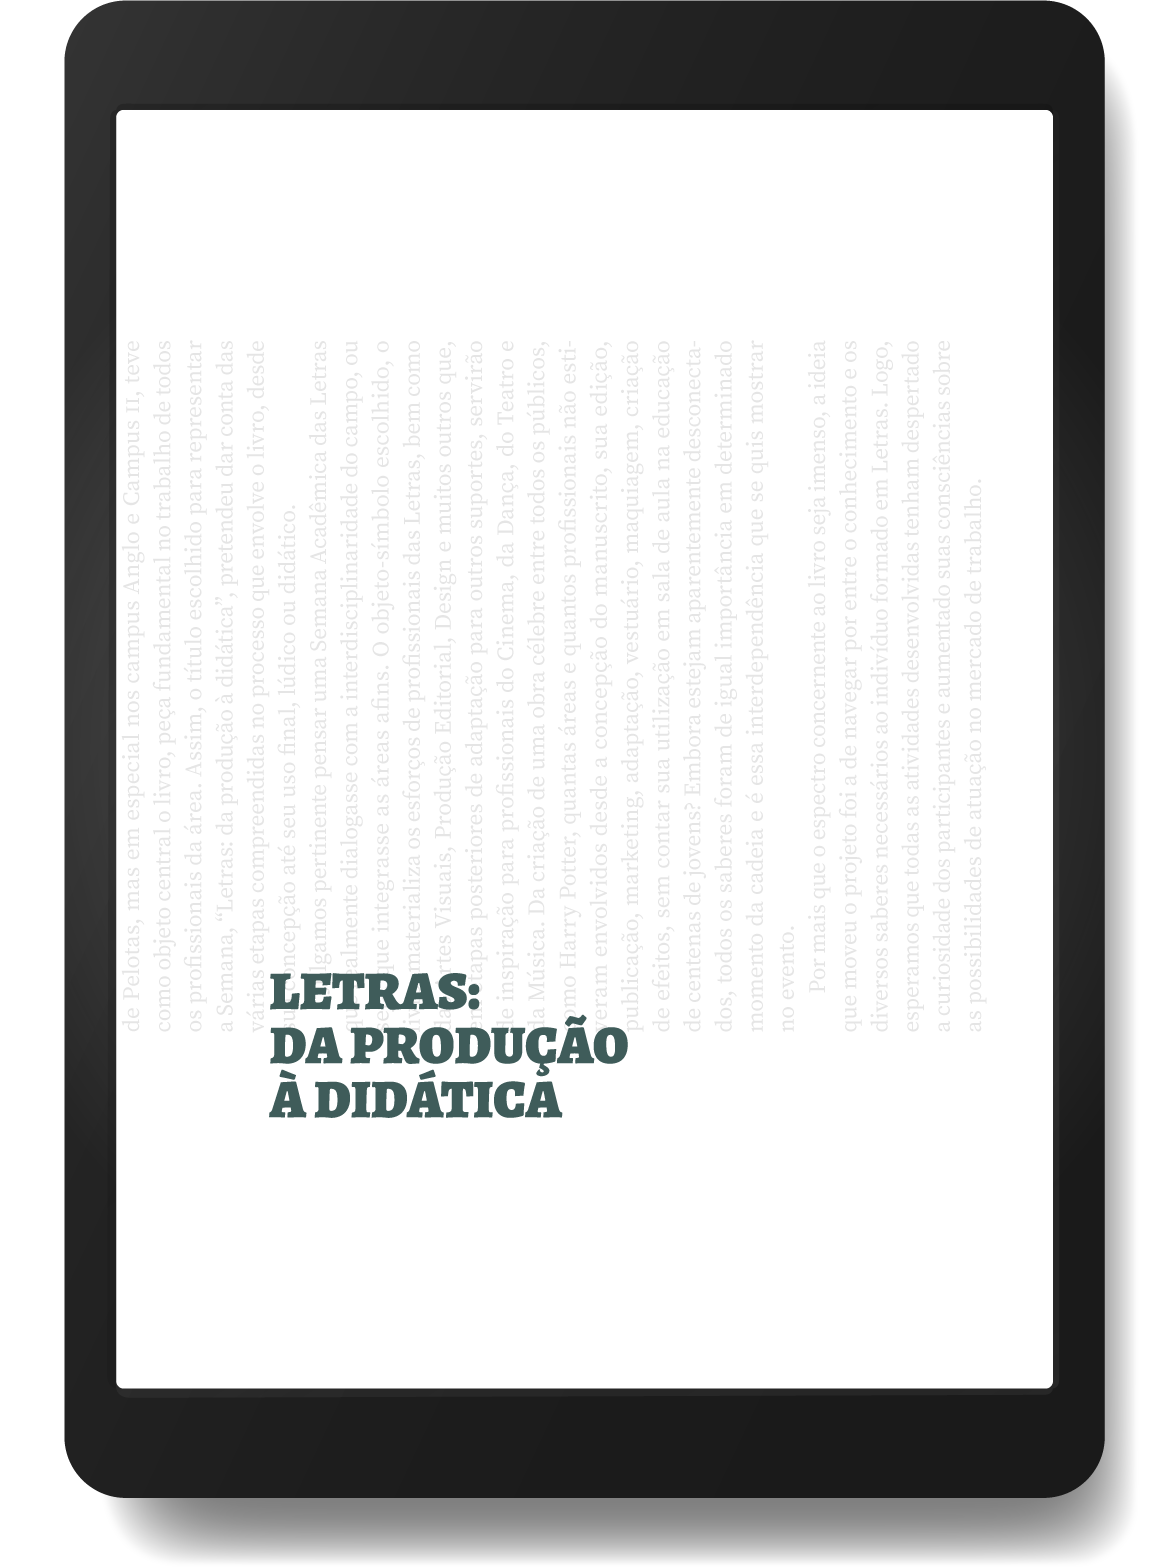 de Pelotas, mas em especial nos campus Anglo e Campus II, teve
como objeto central o livro, peça fundamental no trabalho de todos
os profissionais da área. Assim, o título escolhido para representar
a Semana, “Letras: da produção à didática”, pretendeu dar conta das
várias etapas compreendidas no processo que envolve o livro, desde
concepção até seu uso final, lúdico ou didático.
lgamos pertinente pensar uma Semana Acadêmica das Letras
almente dialogasse com a interdisciplinaridade do campo, ou
que integrasse as áreas afins. O objeto-símbolo escolhido, o
materializa os esforços de profissionais das Letras, bem como
Artes Visuais, Produção Editorial, Design e muitos outros que,
etapas posteriores de adaptação para outros suportes, servirão
de inspiração para profissionais do Cinema, da Dança, do Teatro e
da Música. Da criação de uma obra célebre entre todos os públicos,
como Harry Potter, quantas áreas e quantos profissionais não esti-
veram envolvidos desde a concepção do manuscrito, sua edição,
publicação, marketing, adaptação, vestuário, maquiagem, criação
de efeitos, sem contar sua utilização em sala de aula na educação
de centenas de jovens? Embora estejam aparentemente desconecta-
dos, todos os saberes foram de igual importância em determinado
momento da cadeia e é essa interdependência que se quis mostrar
no evento.
Por mais que o espectro concernente ao livro seja imenso, a ideia
que moveu o projeto foi a de navegar por entre o conhecimento e os
diversos saberes necessários ao indivíduo formado em Letras. Logo,
esperamos que todas as atividades desenvolvidas tenham despertado
a curiosidade dos participantes e aumentado suas consciências sobre
as possibilidades de atuação no mercado de trabalho.
LETRAS:
DA PRODUÇÃO
À DIDÁTICA